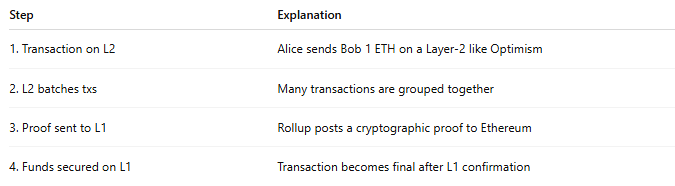 Step Explanation
1. Transaction on L2 Alice sends Bob 1 ETH on a Layer-2 like Optimism
2. L2 batches txs Many transactions are grouped together
3. Proof sent to L1 Rollup posts a cryptographic proof to Ethereum
4. Funds secured on L1 Transaction becomes final after L1 confirmation